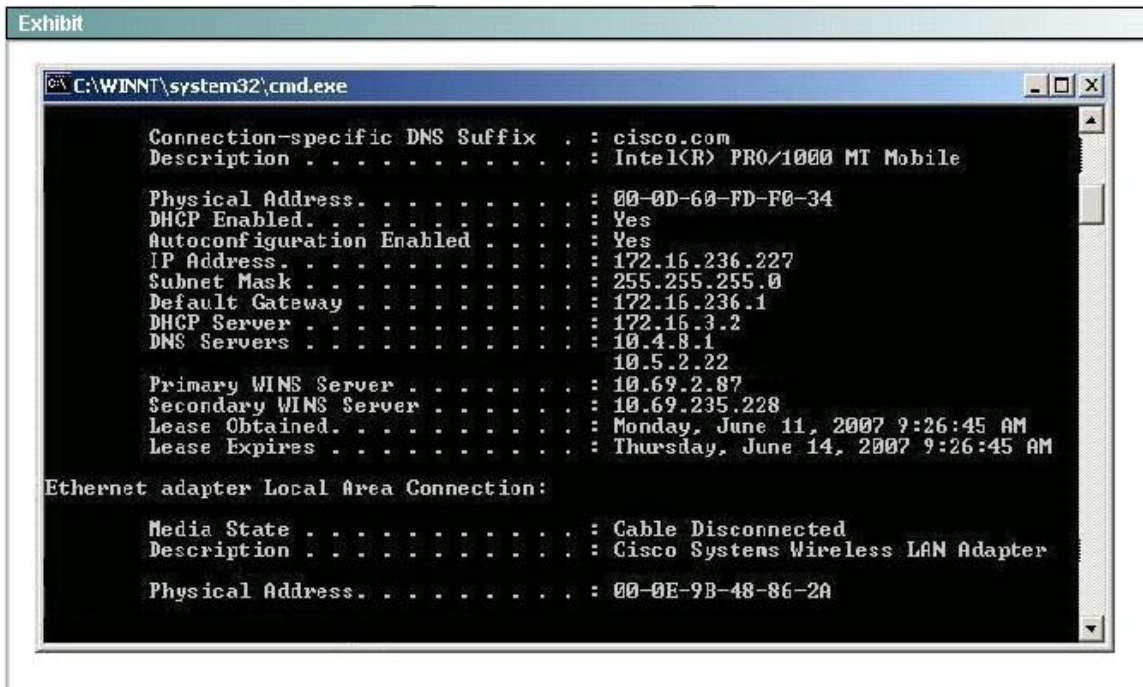 Exhibit
C:\WINNT\system32\cmd.exe
Connection-specific DNS Suffix . : cisco.com
Description . . . . . . . . . . . : Intel(R) PRO/1000 MT Mobile
Physical Address. . . . . . . . . : 00-0D-60-FD-F0-34
DHCP Enabled. . . . . . . . . . . : Yes
Autoconfiguration Enabled . . . . : Yes
IP Address. . . . . . . . . . . . : 172.16.236.227
Subnet Mask . . . . . . . . . . . : 255.255.255.0
Default Gateway . . . . . . . . . : 172.16.236.1
DHCP Server . . . . . . . . . . . : 172.16.3.2
DNS Servers . . . . . . . . . . . : 10.4.8.1
10.5.2.22
Primary WINS Server . . . . . . . : 10.69.2.87
Secondary WINS Server . . . . . . : 10.69.235.228
Lease Obtained. . . . . . . . . . : Monday, June 11, 2007 9:26:45 AM
Lease Expires . . . . . . . . . . : Thursday, June 14, 2007 9:26:45 AM
Ethernet adapter Local Area Connection:
Media State . . . . . . . . . . . : Cable Disconnected
Description . . . . . . . . . . . : Cisco Systems Wireless LAN Adapter
Physical Address. . . . . . . . . : 00-0E-9B-48-86-2A